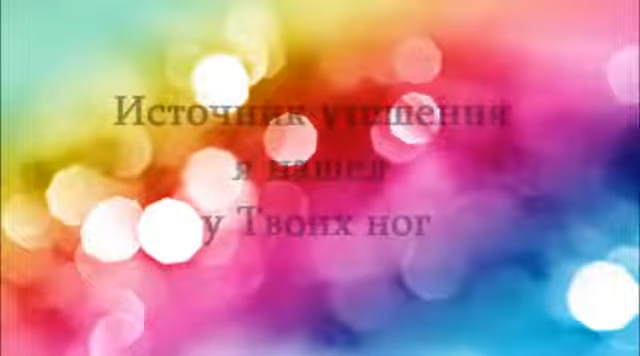 Источник утешения
я нашел
у Твоих ног